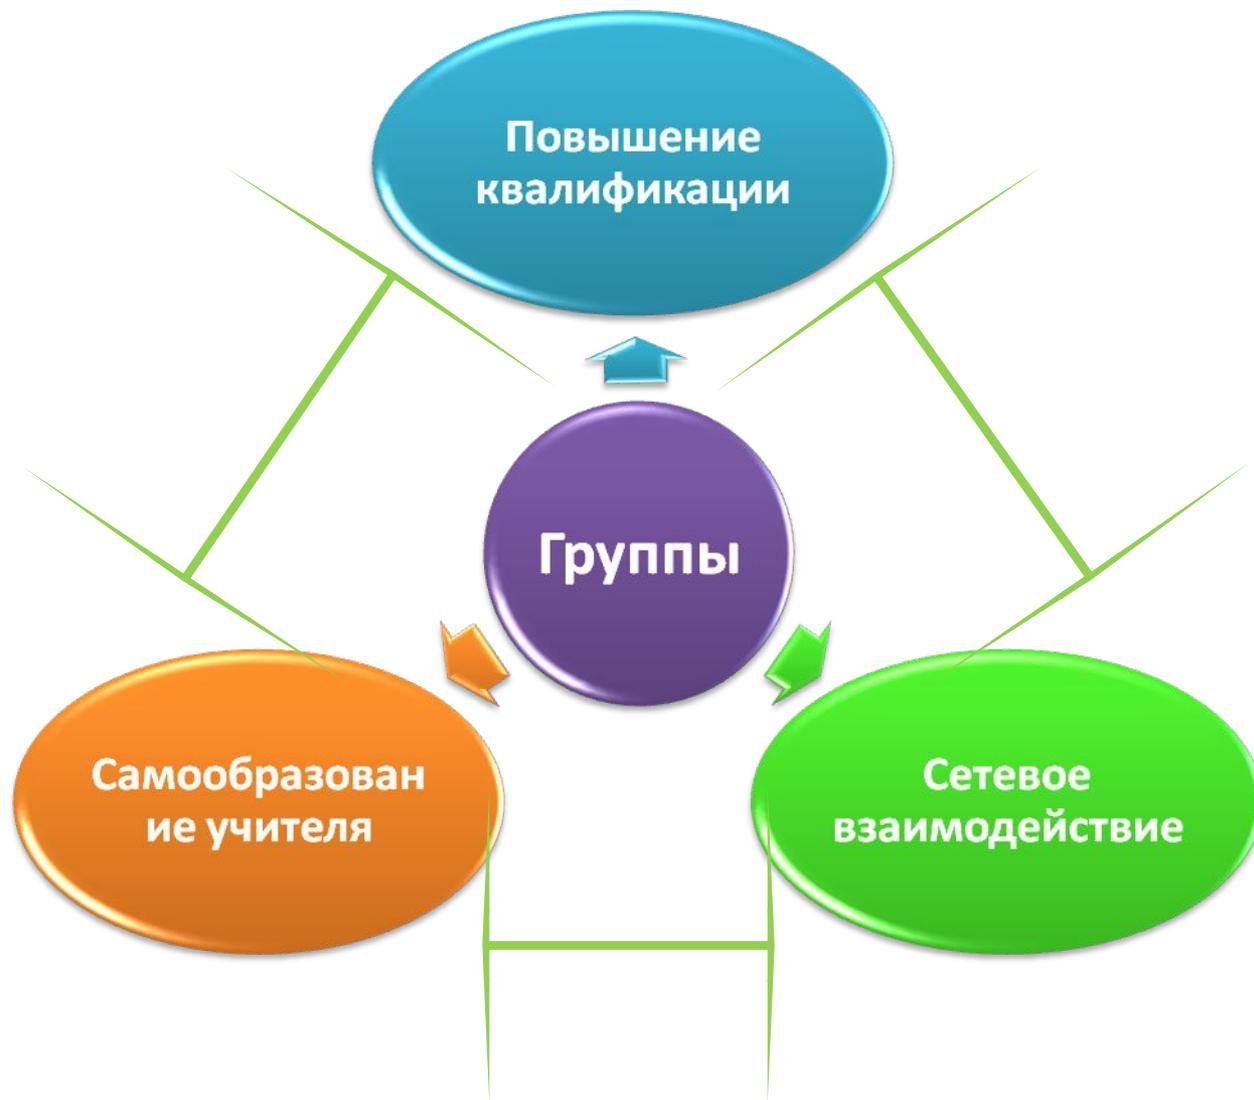 Повышение
квалификации
Группы
Самообразован
ие учителя
Сетевое
взаимодействие